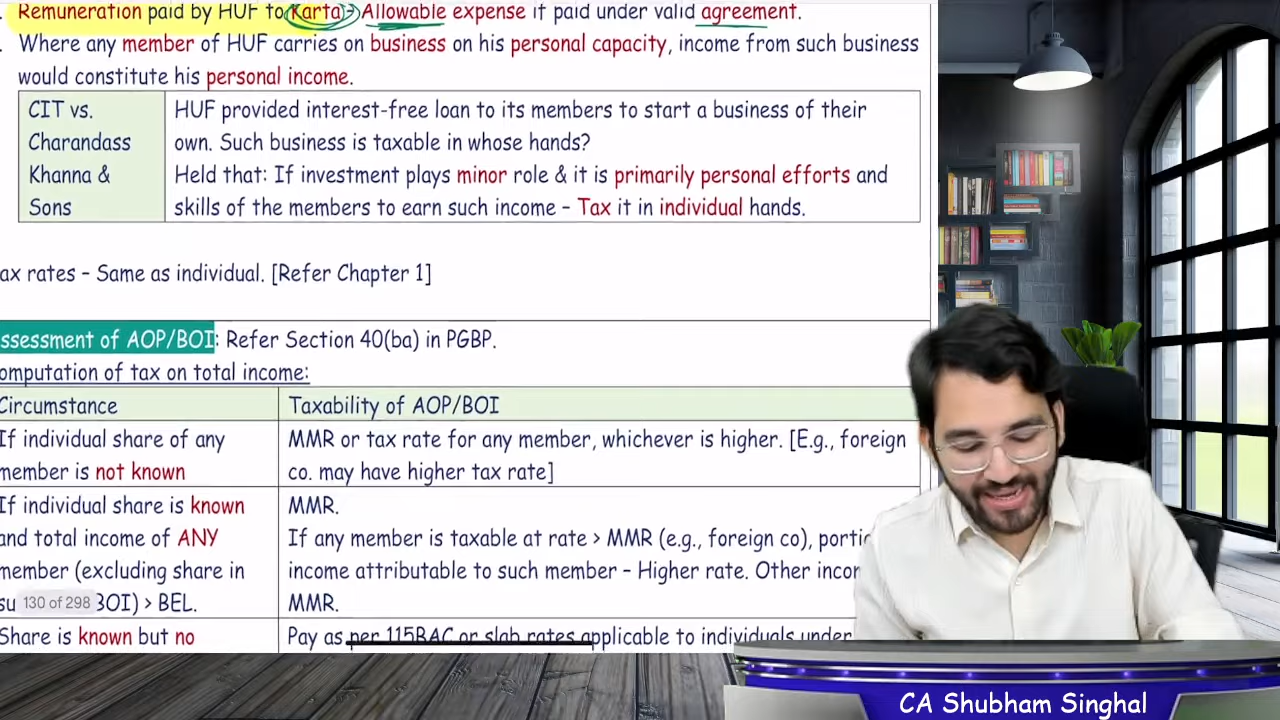 Remuneration paid by HUF to Karta → Allowable expense if paid under valid agreement.
Where any member of HUF carries on business on his personal capacity, income from such business
would constitute his personal income.
CIT vs.
Charandass
Khanna &
Sons
HUF provided interest-free loan to its members to start a business of their
own. Such business is taxable in whose hands?
Held that: If investment plays minor role & it is primarily personal efforts and
skills of the members to earn such income – Tax it in individual hands.
ax rates – Same as individual. [Refer Chapter 1]
ssessment of AOP/BOI: Refer Section 40(ba) in PGBP.
omputation of tax on total income:
Circumstance
Taxability of AOP/BOI
If individual share of any
member is not known
MMR or tax rate for any member, whichever is higher. [E.g., foreign
co. may have higher tax rate]
If individual share is known
and total income of ANY
member (excluding share in
su BOI) > BEL.
MMR.
If any member is taxable at rate > MMR (e.g., foreign co), portio
income attributable to such member – Higher rate. Other incom
MMR.
130 of 298
Share is known but no
Pay as per 115BAC or slab rates applicable to individuals under
CA Shubham Singhal